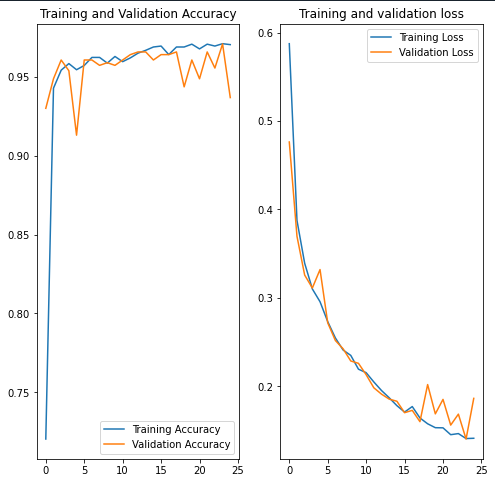 Training and Validation Accuracy
0.95
0.90
0.85
0.80
0.75
0 5 10 15 20 25
Training Accuracy
Validation Accuracy
Training and validation loss
0.6
0.5
0.4
0.3
0.2
0 5 10 15 20 25
Training Loss
Validation Loss